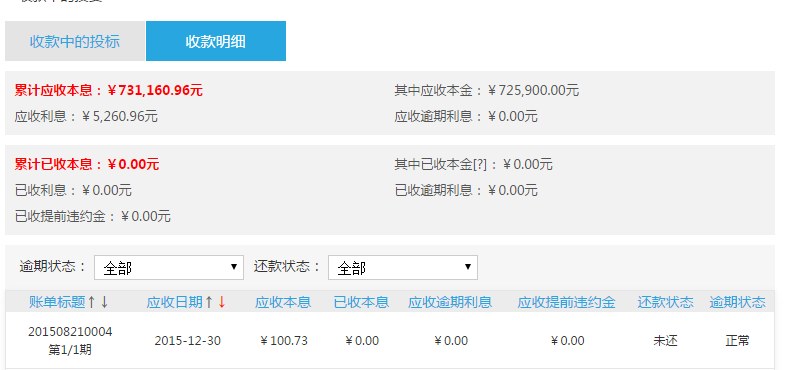 收款中的投标 收款明细
累计应收本息：￥731,160.96元 其中应收本金：￥725,900.00元
应收利息：￥5,260.96元 应收逾期利息：￥0.00元
累计已收本息：￥0.00元 其中已收本金[?]：￥0.00元
已收利息：￥0.00元 已收逾期利息：￥0.00元
已收提前违约金：￥0.00元
逾期状态： 全部 还款状态： 全部
账单标题↑↓ 应收日期↑↓ 应收本息 已收本息 应收逾期利息 应收提前违约金 还款状态 逾期状态
201508210004
第1/1期 2015-12-30 ￥100.73 ￥0.00 ￥0.00 ￥0.00 未还 正常